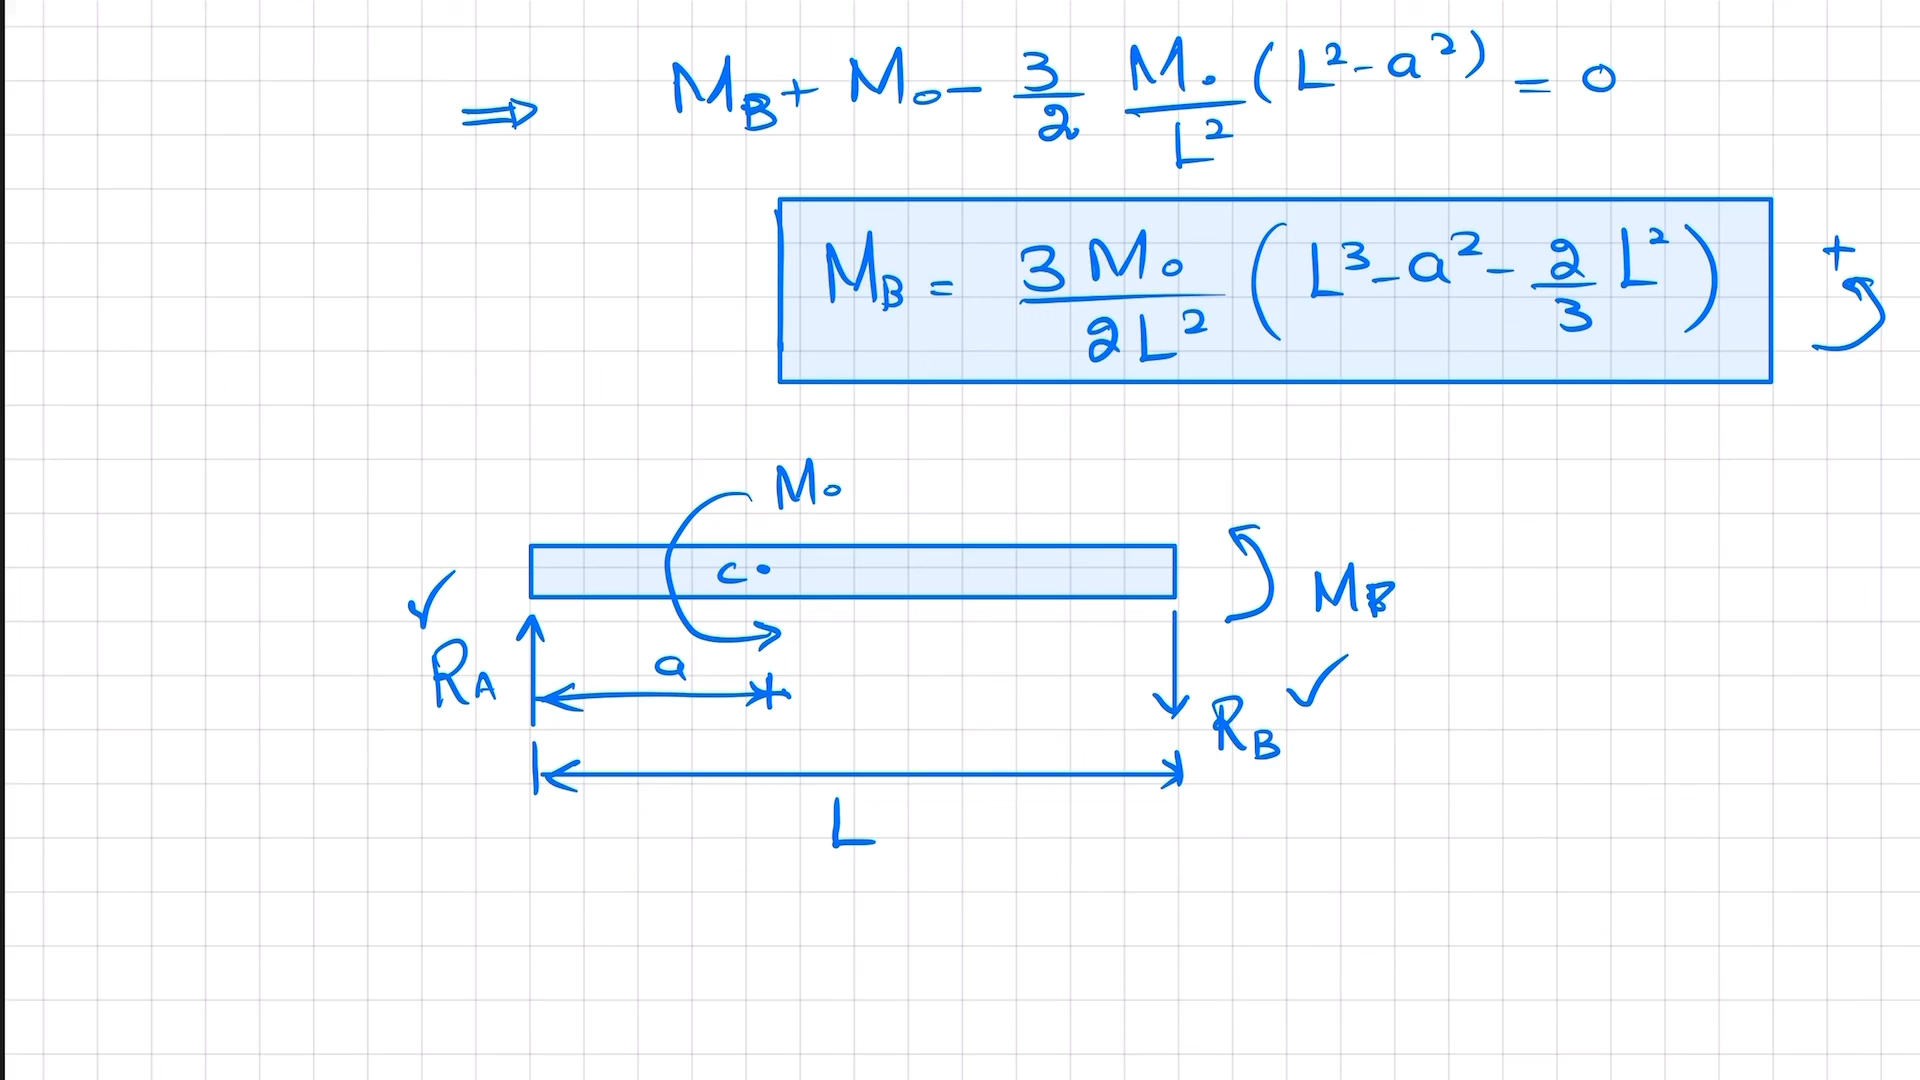 ⇒ M_B + M_o - 3/2 M_o/L² (L² - a²) = 0
M_B = 3M_o/2L² (L³ - a² - 2/3 L²) +
M_o
c
M_B
✓
R_A
a
R_B ✓
L